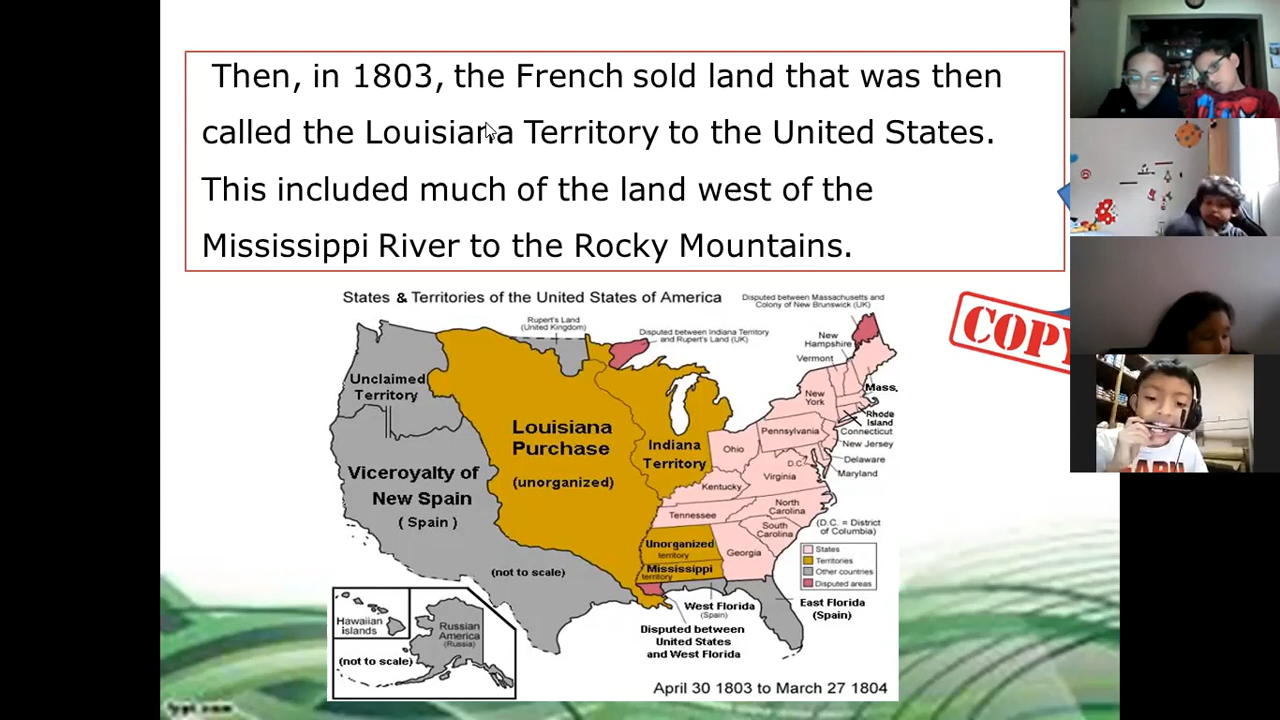 Then, in 1803, the French sold land that was then
called the Louisiana Territory to the United States.
This included much of the land west of the
Mississippi River to the Rocky Mountains.
COPY
States & Territories of the United States of America
Disputed between Massachusetts and
Colony of New Brunswick (UK)
Rupert's Land
(United Kingdom)
Disputed between Indiana Territory
and Rupert's Land (UK)
New
Hampshire
Vermont
Unclaimed
Territory
Mass.
New
York
Rhode
Island
Louisiana
Purchase
(unorganized)
Connecticut
Pennsylvania
New Jersey
Indiana
Territory
Ohio
Delaware
D.C.
Maryland
Viceroyalty of
New Spain
( Spain )
Virginia
Kentucky
North
Carolina
Tennessee
South
Carolina
(D.C. = District
of Columbia)
Unorganized
territory
Georgia
States
Territories
Other countries
Disputed areas
Mississippi
territory
(not to scale)
West Florida
(Spain)
East Florida
(Spain)
Hawaiian
islands
Russian
America
(Russia)
Disputed between
United States
and West Florida
(not to scale)
April 30 1803 to March 27 1804